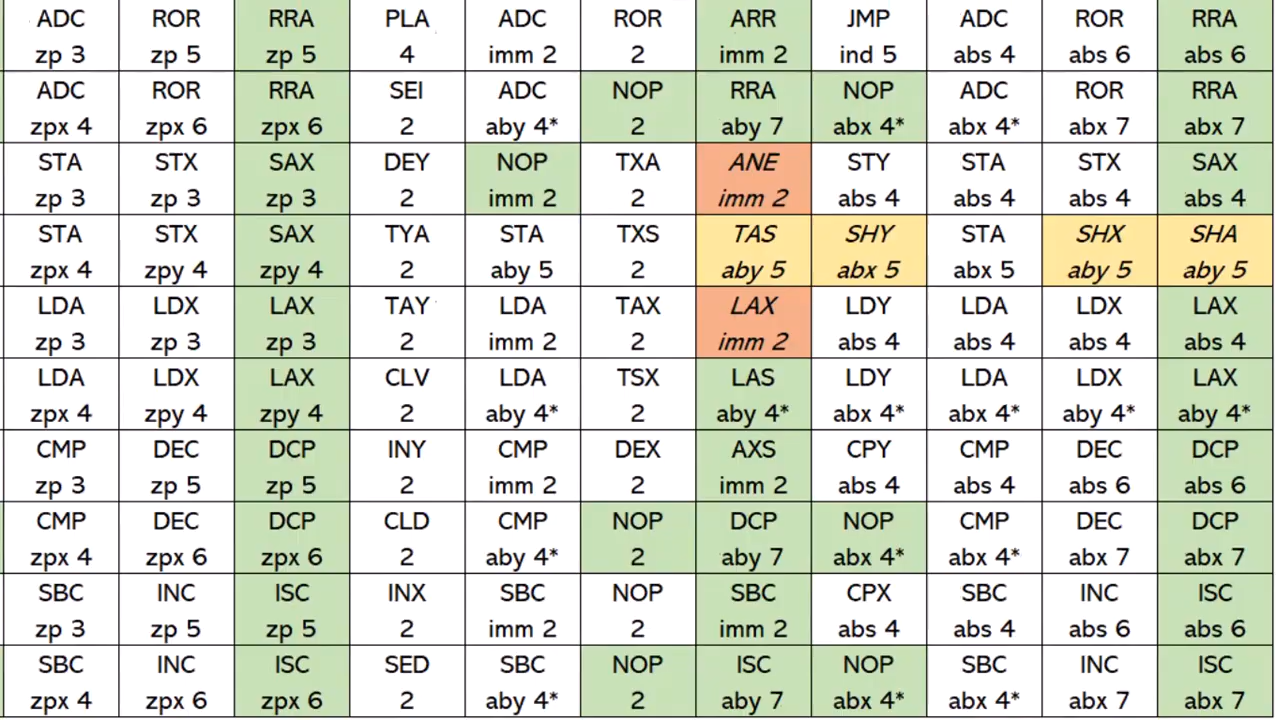 ADC ROR RRA PLA ADC ROR ARR JMP ADC ROR RRA
zp 3 zp 5 zp 5 4 imm 2 2 imm 2 ind 5 abs 4 abs 6 abs 6
ADC ROR RRA SEI ADC NOP RRA NOP ADC ROR RRA
zpx 4 zpx 6 zpx 6 2 aby 4* 2 aby 7 abx 4* abx 4* abx 7 abx 7
STA STX SAX DEY NOP TXA ANE STY STA STX SAX
zp 3 zp 3 zp 3 2 imm 2 2 imm 2 abs 4 abs 4 abs 4 abs 4
STA STX SAX TYA STA TXS TAS SHY STA SHX SHA
zpx 4 zpy 4 zpy 4 2 aby 5 2 aby 5 abx 5 abx 5 aby 5 aby 5
LDA LDX LAX TAY LDA TAX LAX LDY LDA LDX LAX
zp 3 zp 3 zp 3 2 imm 2 2 imm 2 abs 4 abs 4 abs 4 abs 4
LDA LDX LAX CLV LDA TSX LAS LDY LDA LDX LAX
zpx 4 zpy 4 zpy 4 2 aby 4* 2 aby 4* abx 4* abx 4* aby 4* aby 4*
CMP DEC DCP INY CMP DEX AXS CPY CMP DEC DCP
zp 3 zp 5 zp 5 2 imm 2 2 imm 2 abs 4 abs 4 abs 6 abs 6
CMP DEC DCP CLD CMP NOP DCP NOP CMP DEC DCP
zpx 4 zpx 6 zpx 6 2 aby 4* 2 aby 7 abx 4* abx 4* abx 7 abx 7
SBC INC ISC INX SBC NOP SBC CPX SBC INC ISC
zp 3 zp 5 zp 5 2 imm 2 2 imm 2 abs 4 abs 4 abs 6 abs 6
SBC INC ISC SED SBC NOP ISC NOP SBC INC ISC
zpx 4 zpx 6 zpx 6 2 aby 4* 2 aby 7 abx 4* abx 4* abx 7 abx 7